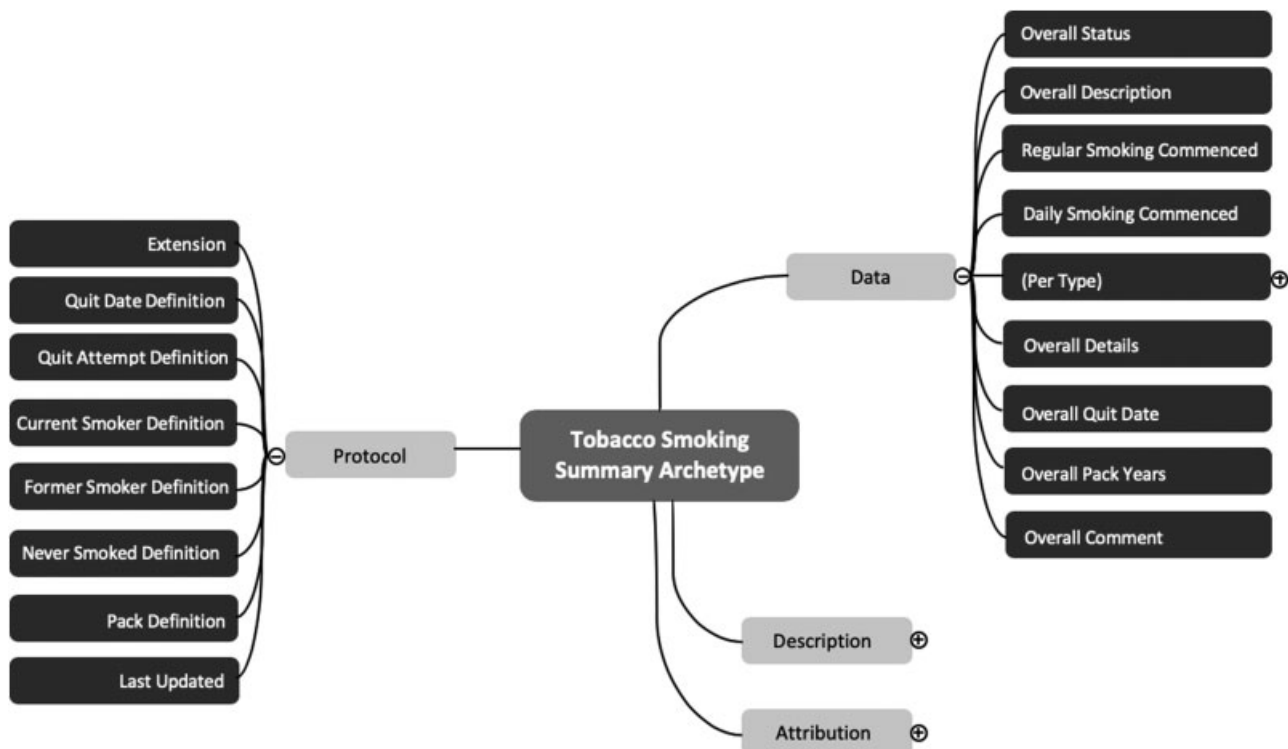 Overall Status
Overall Description
Regular Smoking Commenced
Daily Smoking Commenced
Data
(Per Type)
Overall Details
Overall Quit Date
Overall Pack Years
Overall Comment
Extension
Quit Date Definition
Quit Attempt Definition
Current Smoker Definition
Former Smoker Definition
Never Smoked Definition
Pack Definition
Last Updated
Protocol
Tobacco Smoking
Summary Archetype
Description
Attribution